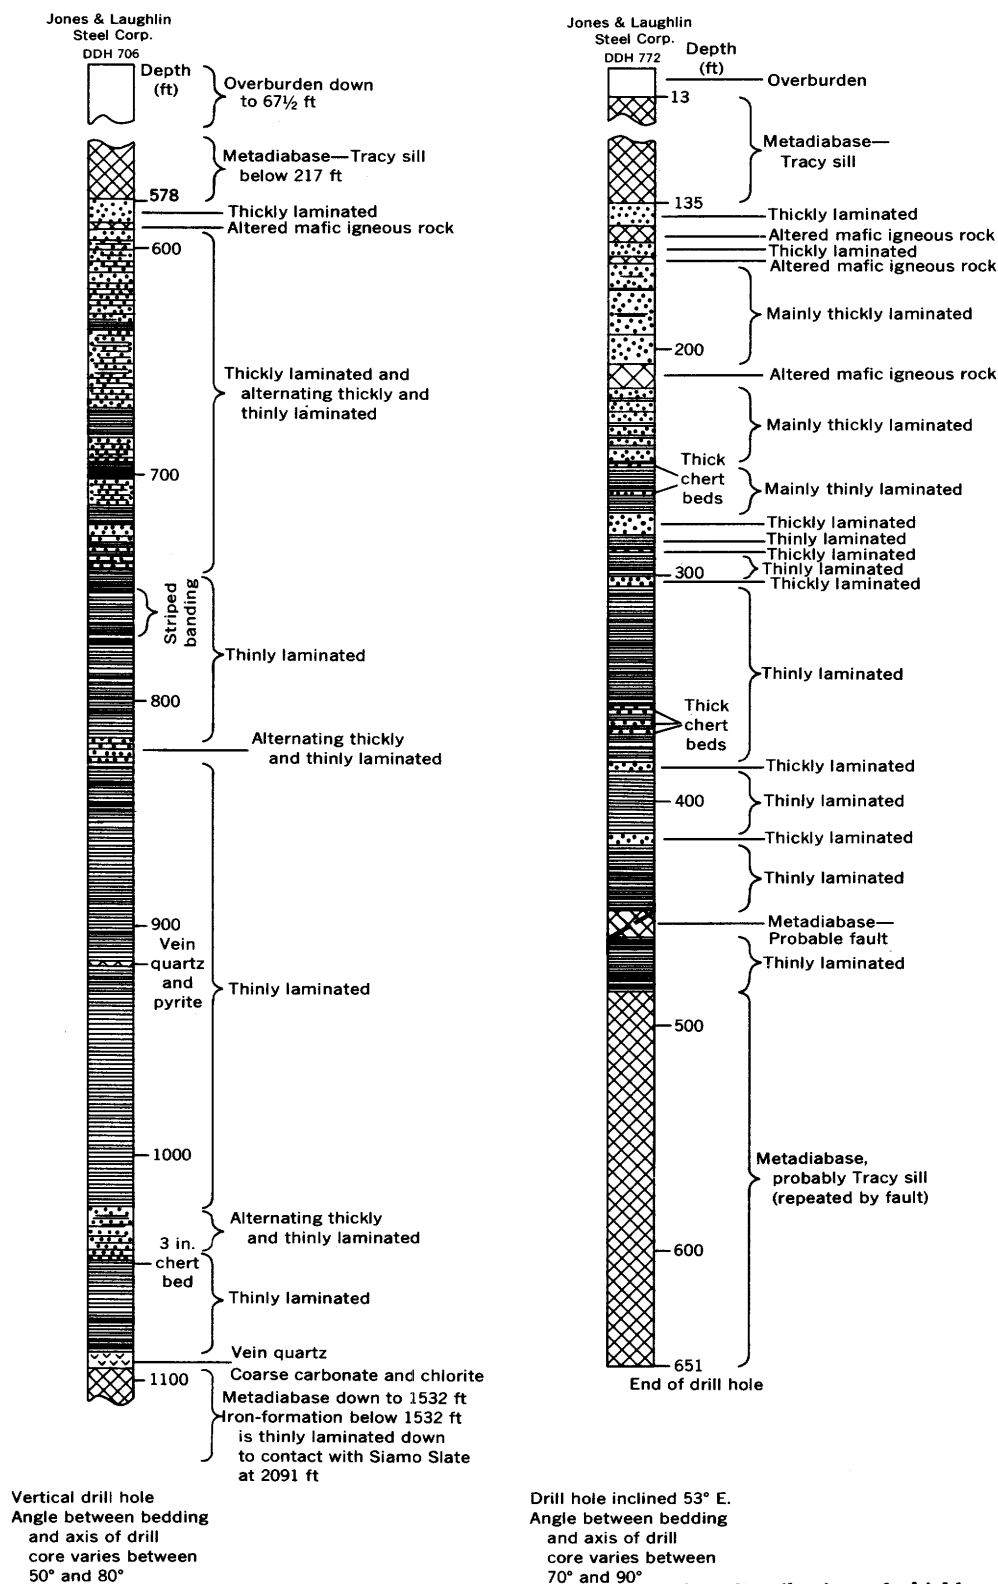 Jones & Laughlin
Steel Corp.
DDH 706
Depth
(ft)
Overburden down
to 67½ ft
Metadiabase—Tracy sill
below 217 ft
578
Thickly laminated
Altered mafic igneous rock
600
Thickly laminated and
alternating thickly and
thinly laminated
700
Striped
banding
Thinly laminated
800
Alternating thickly
and thinly laminated
900
Vein
quartz
and
pyrite
Thinly laminated
1000
Alternating thickly
and thinly laminated
3 in.
chert
bed
Thinly laminated
Vein quartz
Coarse carbonate and chlorite
1100
Metadiabase down to 1532 ft
Iron-formation below 1532 ft
is thinly laminated down
to contact with Siamo Slate
at 2091 ft
Vertical drill hole
Angle between bedding
and axis of drill
core varies between
50° and 80°
Jones & Laughlin
Steel Corp.
DDH 772
Depth
(ft)
Overburden
13
Metadiabase—
Tracy sill
135
Thickly laminated
Altered mafic igneous rock
Thickly laminated
Altered mafic igneous rock
Mainly thickly laminated
200
Altered mafic igneous rock
Mainly thickly laminated
Thick
chert
beds
Mainly thinly laminated
Thickly laminated
Thinly laminated
Thickly laminated
Thinly laminated
300
Thickly laminated
Thinly laminated
Thick
chert
beds
Thickly laminated
400
Thinly laminated
Thickly laminated
Thinly laminated
Metadiabase—
Probable fault
Thinly laminated
500
Metadiabase,
probably Tracy sill
(repeated by fault)
600
651
End of drill hole
Drill hole inclined 53° E.
Angle between bedding
and axis of drill
core varies between
70° and 90°